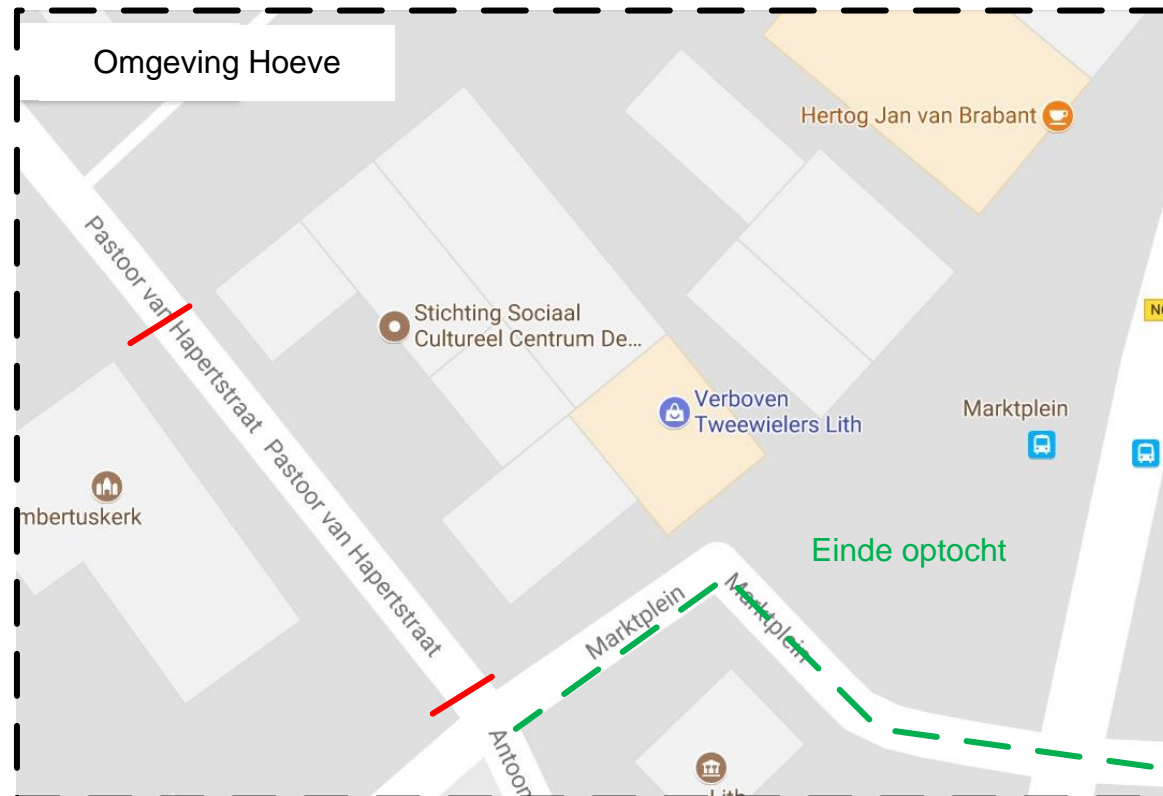 Omgeving Hoeve
Hertog Jan van Brabant
Pastoor van Hapertstraat
Stichting Sociaal
Cultureel Centrum De...
Verboven
Tweewielers Lith
Marktplein
mbertuskerk
Pastoor van Hapertstraat
Einde optocht
Marktplein
Marktplein
Antoon
Lith